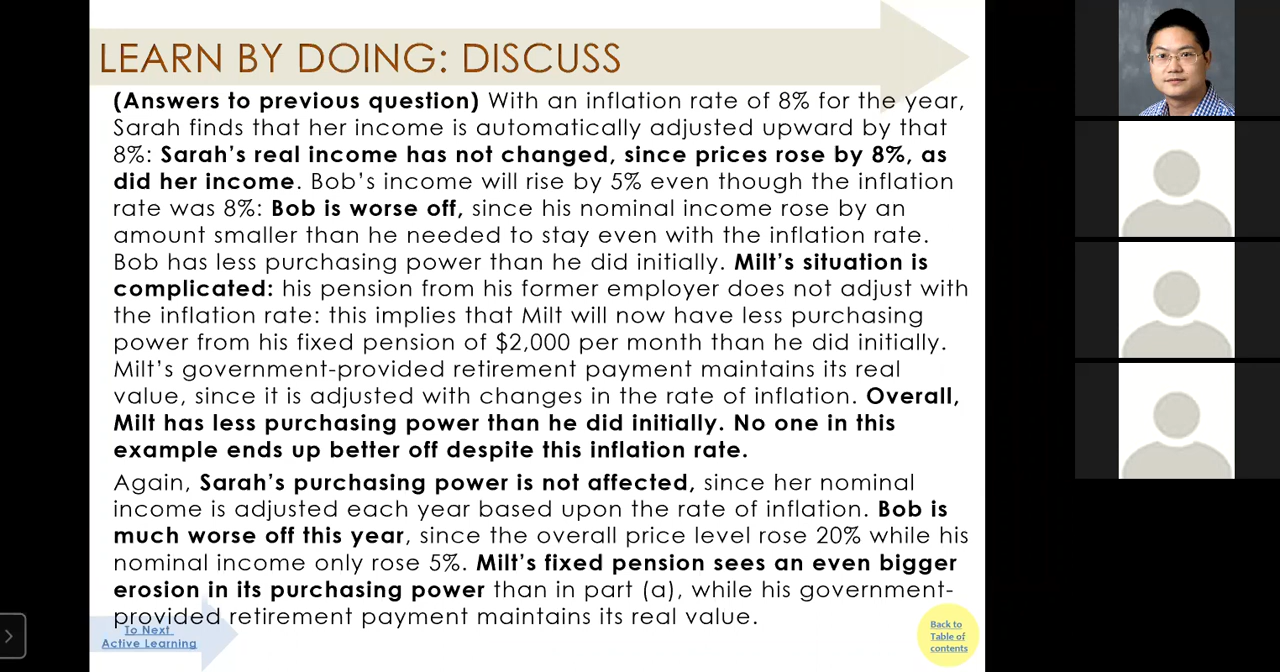 LEARN BY DOING: DISCUSS
(Answers to previous question) With an inflation rate of 8% for the year,
Sarah finds that her income is automatically adjusted upward by that
8%: Sarah’s real income has not changed, since prices rose by 8%, as
did her income. Bob’s income will rise by 5% even though the inflation
rate was 8%: Bob is worse off, since his nominal income rose by an
amount smaller than he needed to stay even with the inflation rate.
Bob has less purchasing power than he did initially. Milt’s situation is
complicated: his pension from his former employer does not adjust with
the inflation rate: this implies that Milt will now have less purchasing
power from his fixed pension of $2,000 per month than he did initially.
Milt’s government-provided retirement payment maintains its real
value, since it is adjusted with changes in the rate of inflation. Overall,
Milt has less purchasing power than he did initially. No one in this
example ends up better off despite this inflation rate.
Again, Sarah’s purchasing power is not affected, since her nominal
income is adjusted each year based upon the rate of inflation. Bob is
much worse off this year, since the overall price level rose 20% while his
nominal income only rose 5%. Milt’s fixed pension sees an even bigger
erosion in its purchasing power than in part (a), while his government-
provided retirement payment maintains its real value.
To Next
Active Learning
Back to
Table of
contents